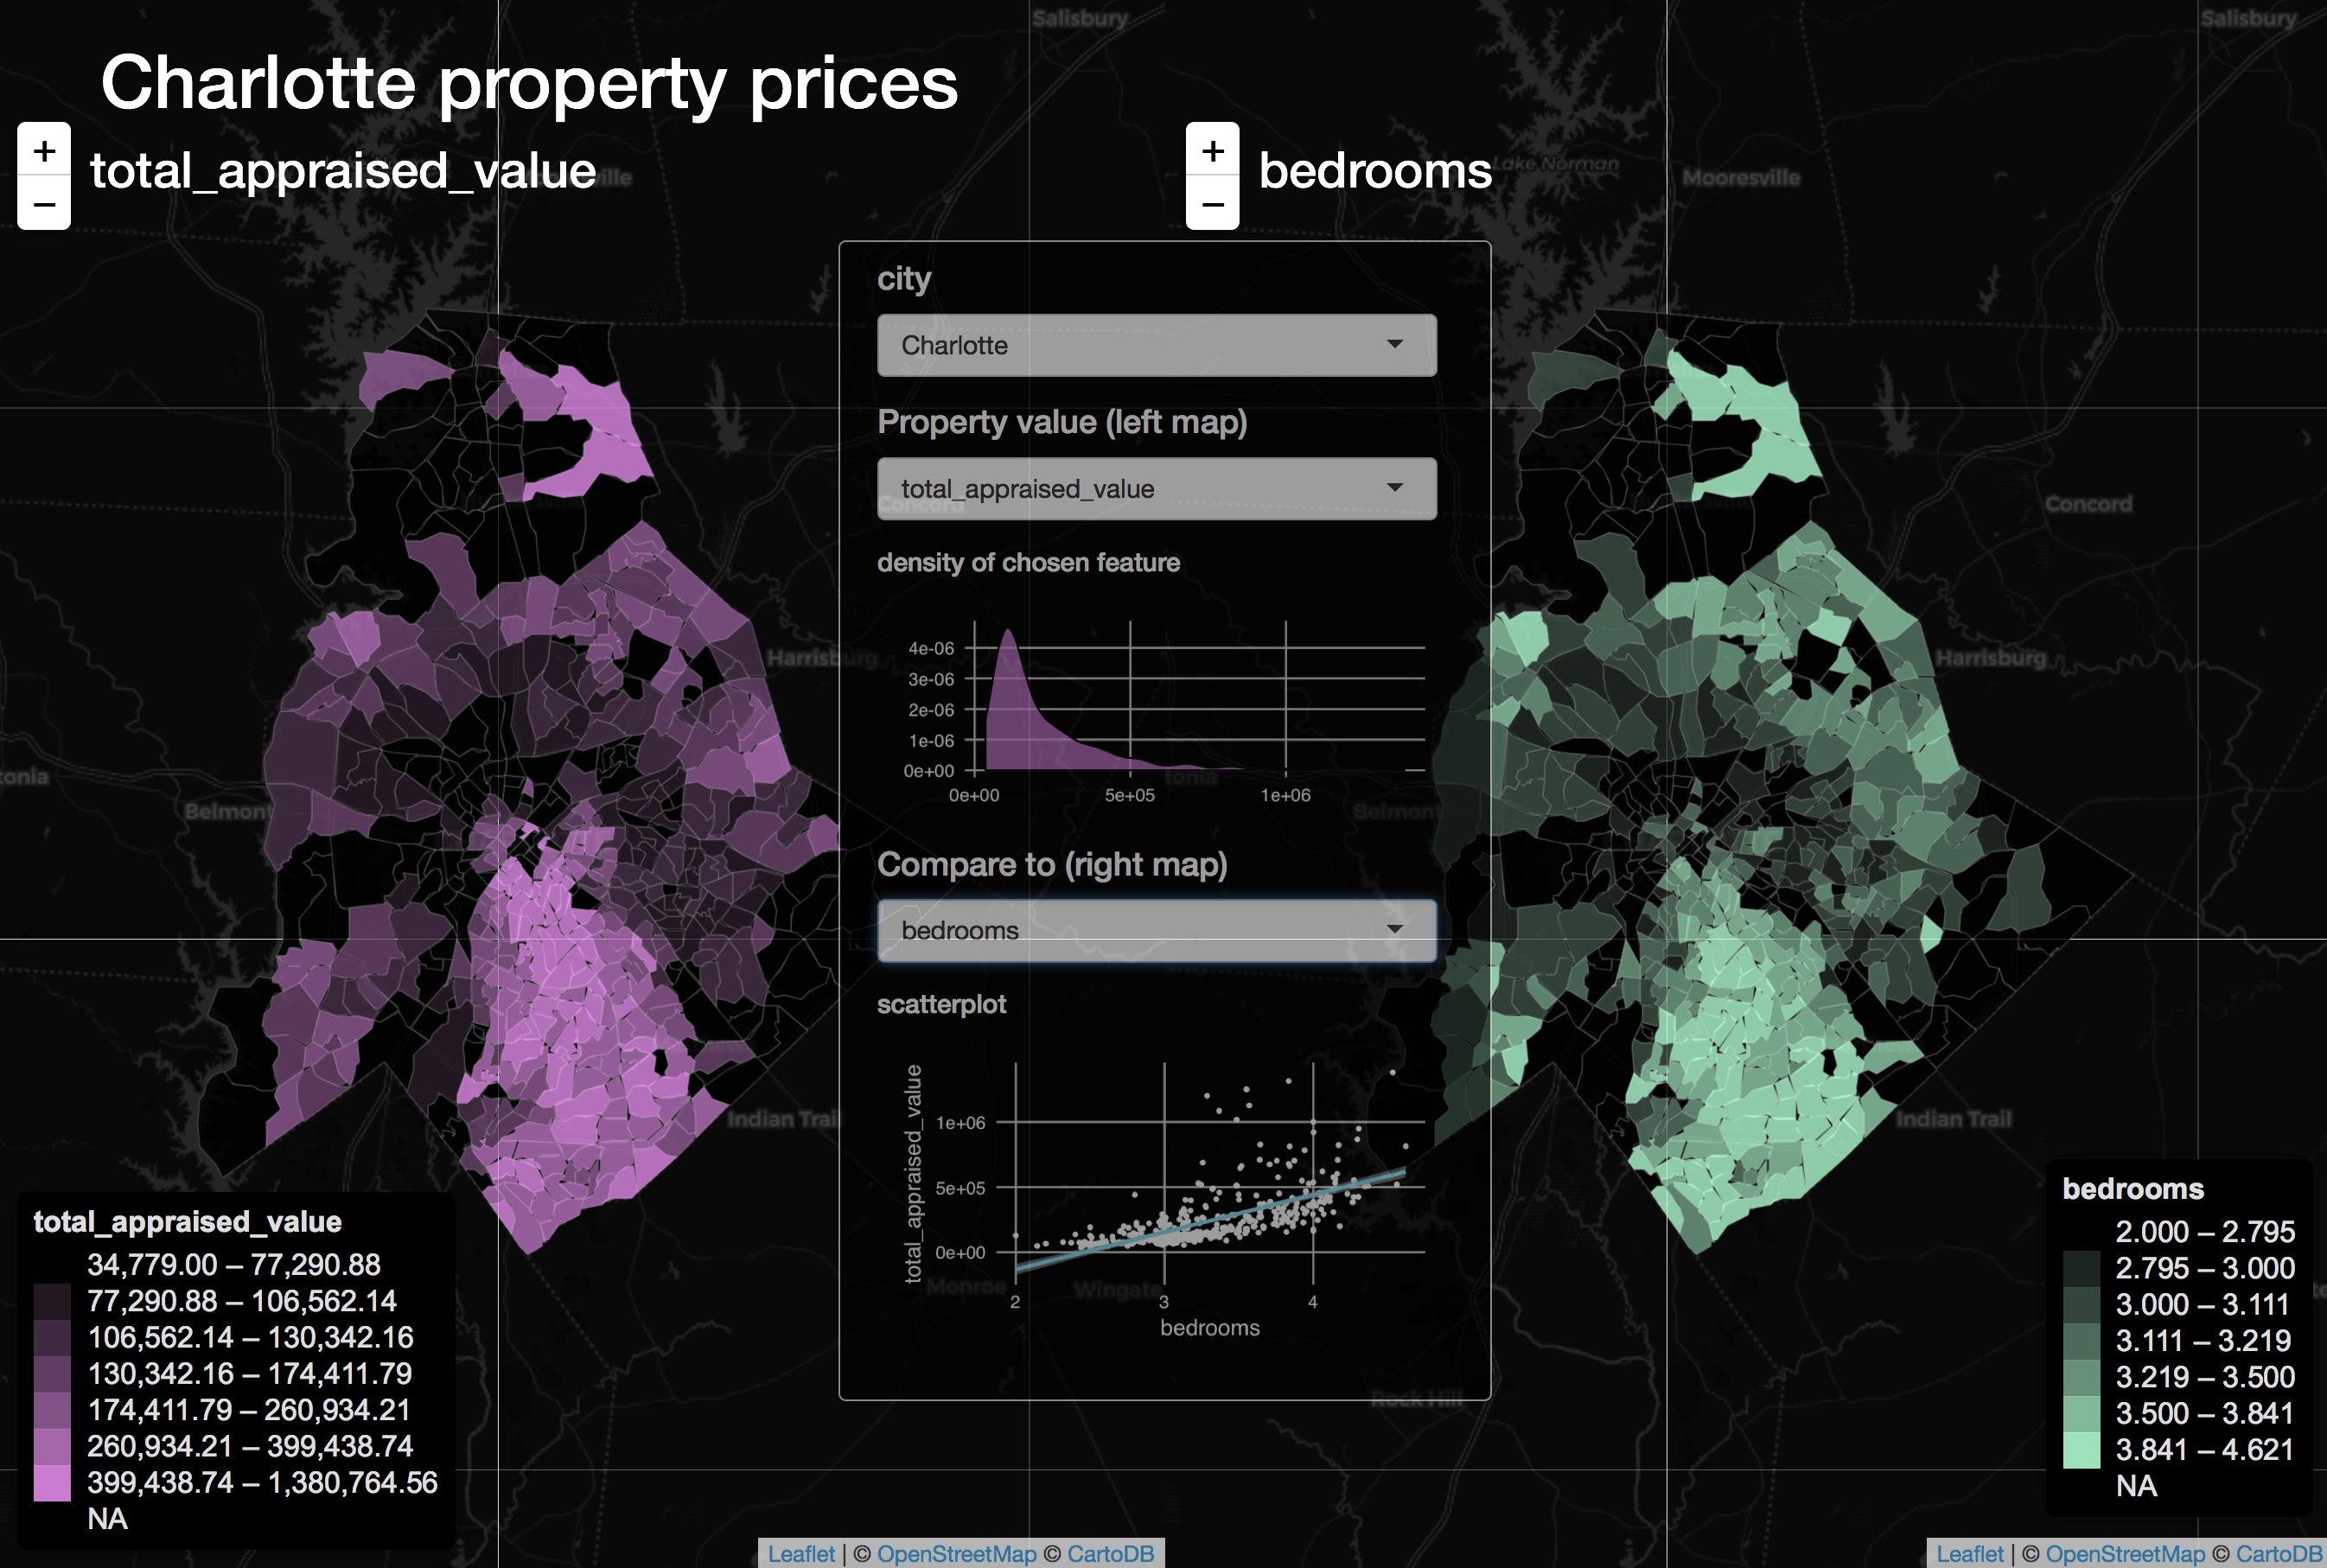 Salisbury
Salisbury
Charlotte property prices
+
−
total_appraised_value
+
−
bedrooms
Lake Norman
Mooresville
city
Charlotte
Property value (left map)
total_appraised_value
Concord
Concord
density of chosen feature
4e-06
3e-06
2e-06
1e-06
0e+00
0e+00
5e+05
1e+06
Harrisburg
Harrisburg
tonia
tonia
Belmont
Belmont
Compare to (right map)
bedrooms
scatterplot
total_appraised_value
1e+06
5e+05
0e+00
2
3
4
bedrooms
Indian Trail
Indian Trail
Monroe
Wingate
Rock Hill
total_appraised_value
34,779.00 – 77,290.88
77,290.88 – 106,562.14
106,562.14 – 130,342.16
130,342.16 – 174,411.79
174,411.79 – 260,934.21
260,934.21 – 399,438.74
399,438.74 – 1,380,764.56
NA
bedrooms
2.000 – 2.795
2.795 – 3.000
3.000 – 3.111
3.111 – 3.219
3.219 – 3.500
3.500 – 3.841
3.841 – 4.621
NA
Leaflet | © OpenStreetMap © CartoDB
Leaflet | © OpenStreetMap © CartoDB